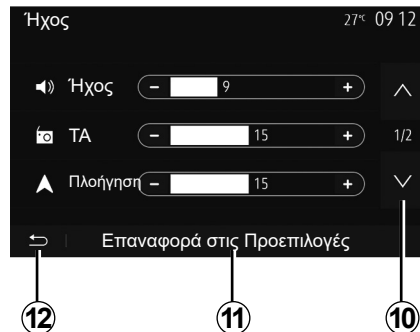 Ήχος 27°C 09 12
Ήχος - 9 +
TA - 15 + 1/2
Πλοήγηση - 15 +
Επαναφορά στις Προεπιλογές
12 11 10